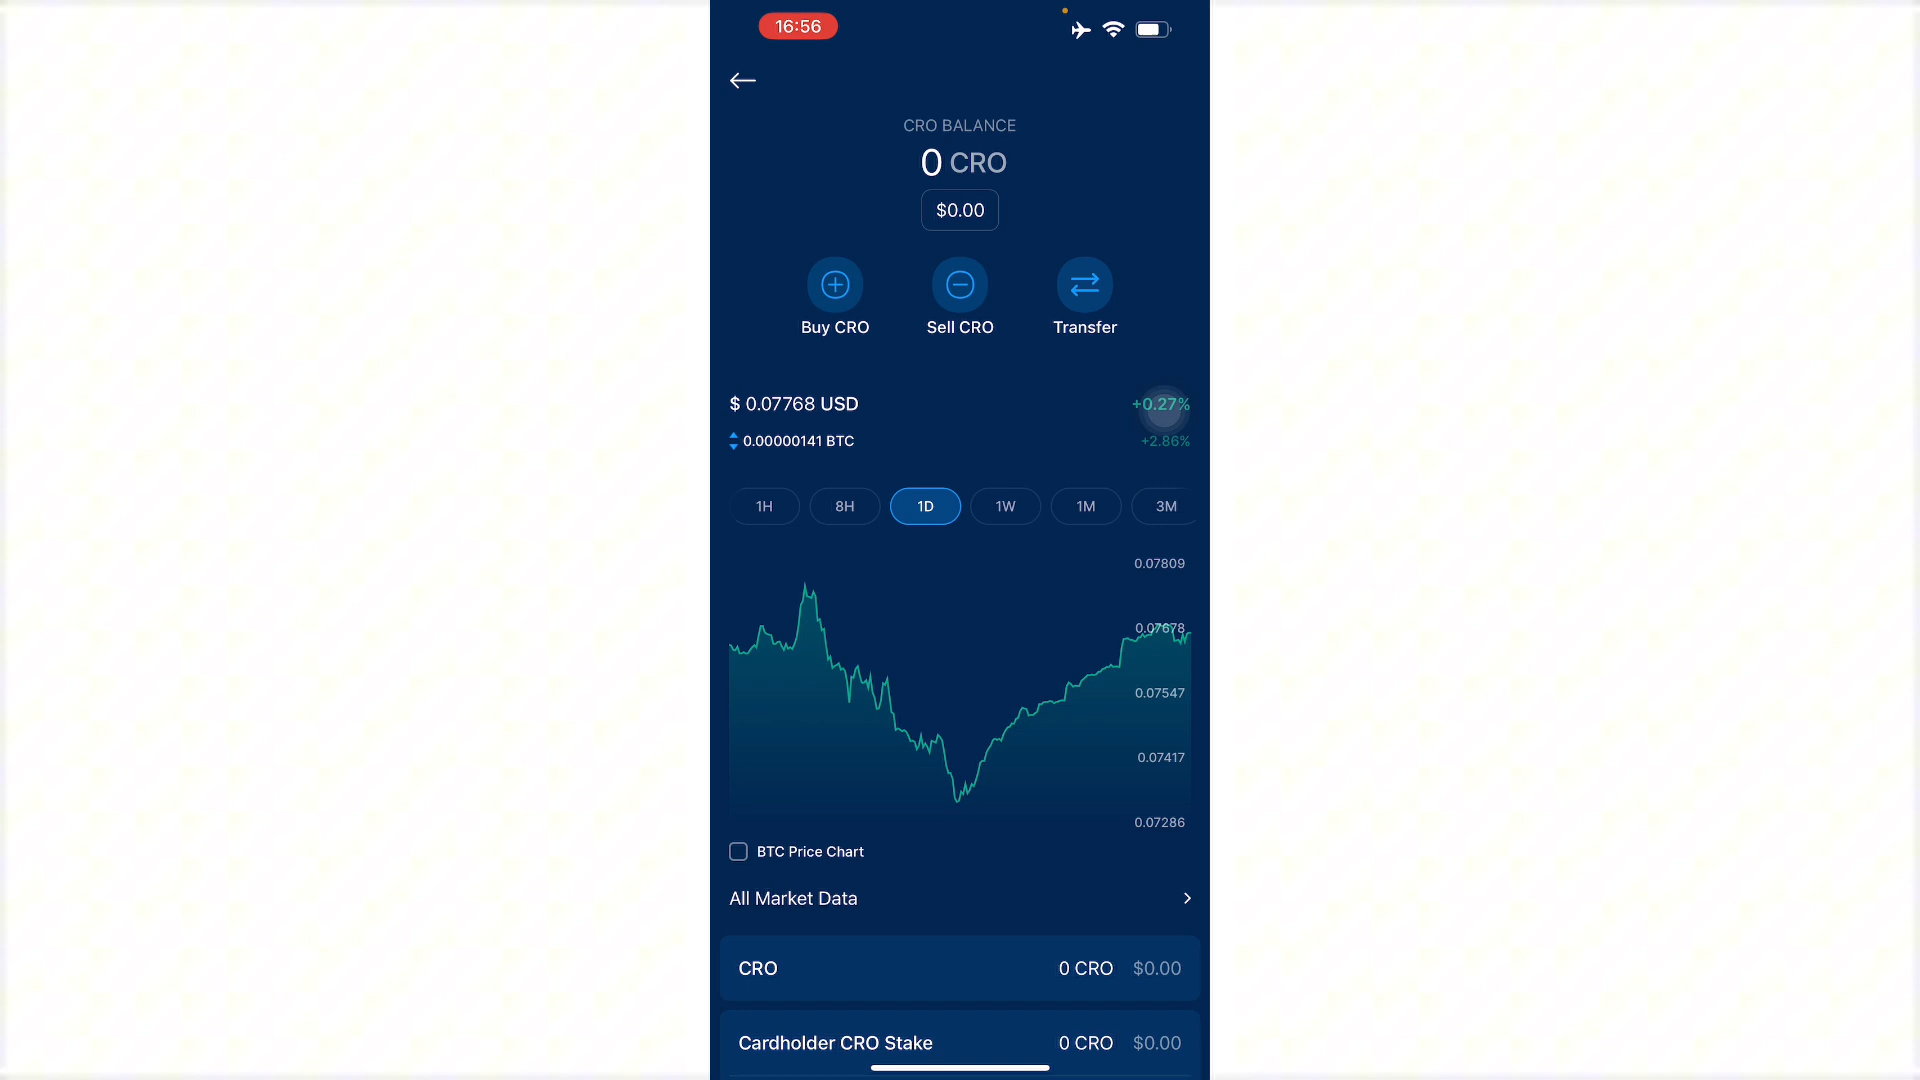 16:56
CRO BALANCE
0 CRO
$0.00
Buy CRO
Sell CRO
Transfer
$ 0.07768 USD
+0.27%
0.00000141 BTC
+2.86%
1H
8H
1D
1W
1M
3M
0.07809
0.07678
0.07547
0.07417
0.07286
BTC Price Chart
All Market Data
CRO 0 CRO $0.00
Cardholder CRO Stake 0 CRO $0.00